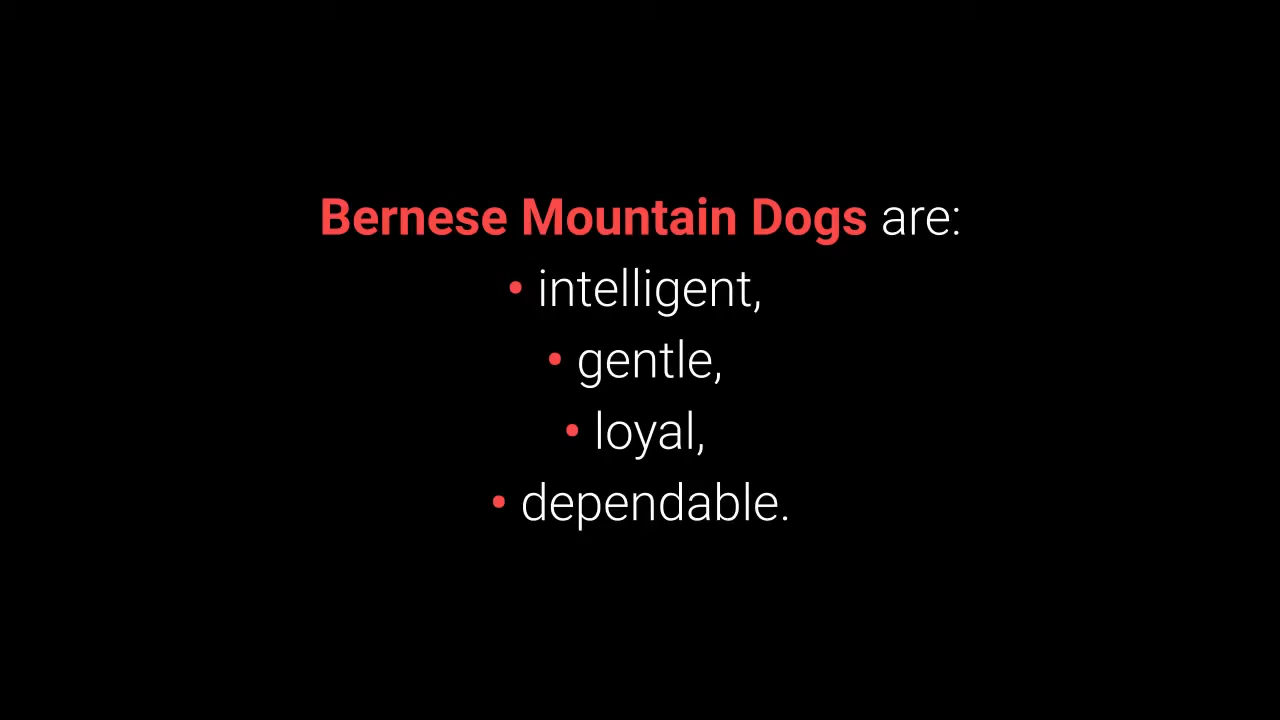 Bernese Mountain Dogs are:
• intelligent,
• gentle,
• loyal,
• dependable.